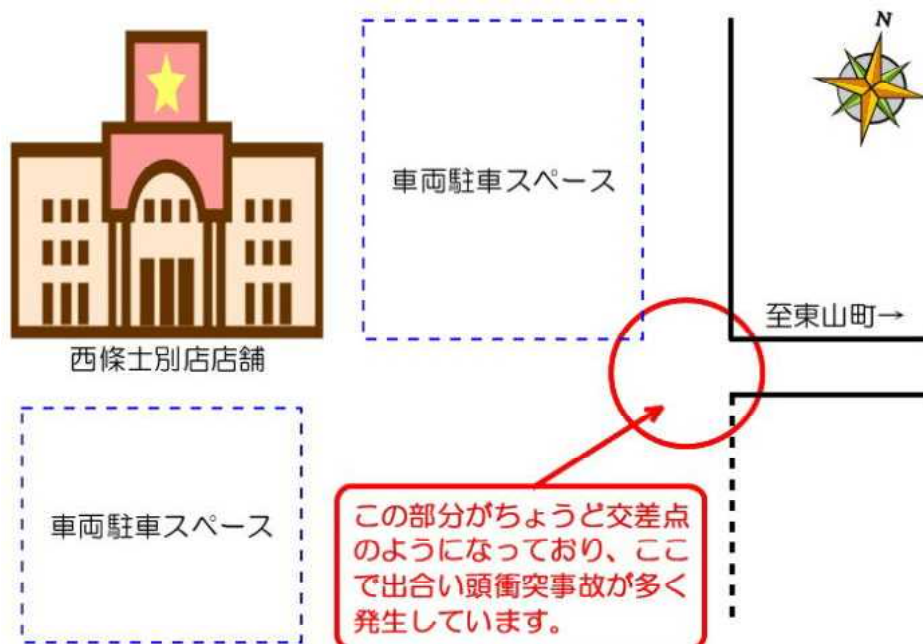 N
車両駐車スペース
至東山町→
西條士別店店舗
車両駐車スペース
この部分がちょうど交差点
のようになっており、ここ
で出合い頭衝突事故が多く
発生しています。